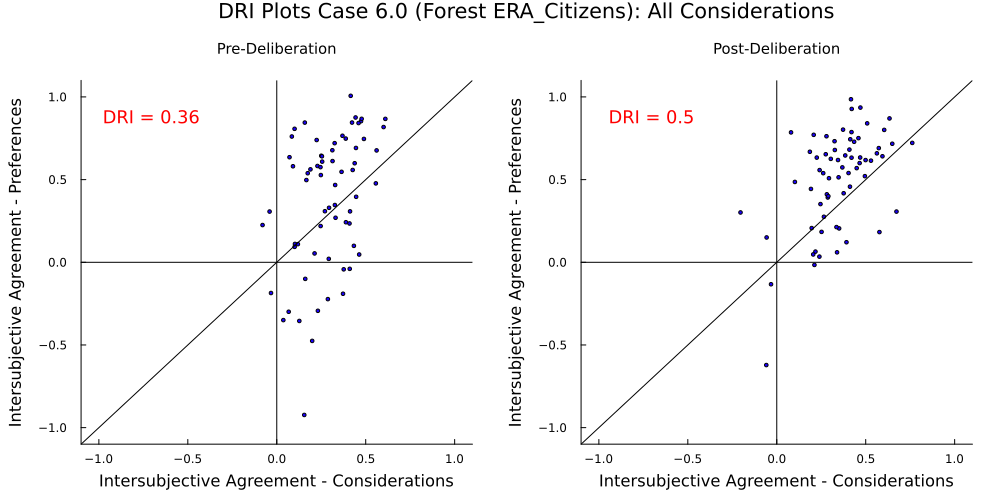 DRI Plots Case 6.0 (Forest ERA_Citizens): All Considerations
Pre-Deliberation
DRI = 0.36
Intersubjective Agreement - Preferences
1.0
0.5
0.0
−0.5
−1.0
−1.0 −0.5 0.0 0.5 1.0
Intersubjective Agreement - Considerations
Post-Deliberation
DRI = 0.5
Intersubjective Agreement - Preferences
1.0
0.5
0.0
−0.5
−1.0
−1.0 −0.5 0.0 0.5 1.0
Intersubjective Agreement - Considerations